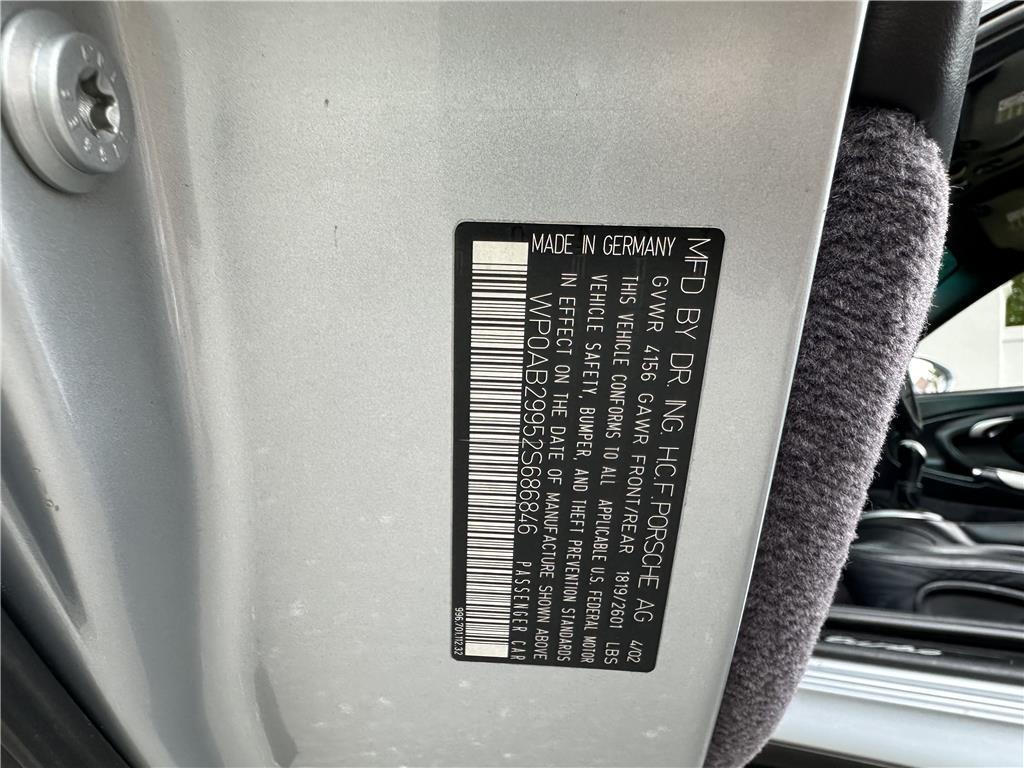 MFD BY DR. ING. H.C.F. PORSCHE AG
GVWR 4156 GAWR FRONT/REAR 1819/2601 LBS 4/02
THIS VEHICLE CONFORMS TO ALL APPLICABLE U.S. FEDERAL MOTOR
VEHICLE SAFETY, BUMPER, AND THEFT PREVENTION STANDARDS
IN EFFECT ON THE DATE OF MANUFACTURE SHOWN ABOVE
MADE IN GERMANY
WP0AB29952S686846
PASSENGER CAR
996.701.112.32